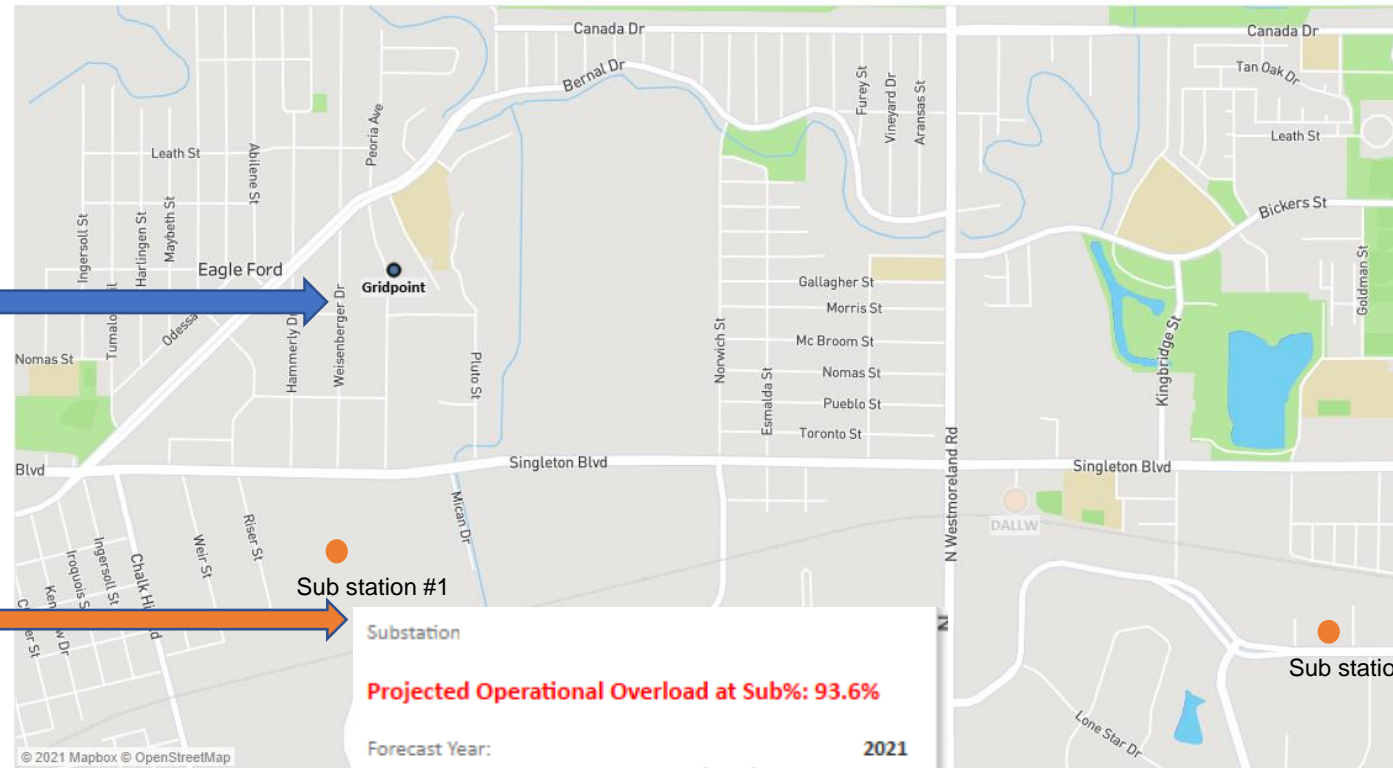 Canada Dr
Canada Dr
Bernal Dr
Tan Oak Dr
Furey St
Vineyard Dr
Aransas St
Peoria Ave
Leath St
Abilene St
Leath St
Ingersoll St
Harlingen St
Maybeth St
Bickers St
Eagle Ford
Gridpoint
Goldman St
Gallagher St
Morris St
Odessa
Hammerly Dr
Weisenberger Dr
Norwich St
Mc Broom St
Kingbridge St
Nomas St
Pluto St
Nomas St
Esmalda St
Pueblo St
Toronto St
Blvd
Singleton Blvd
N Westmoreland Rd
Singleton Blvd
Mican Dr
DALLW
Riser St
Weir St
Ingersoll St
Iroquois S
Chalk Hi
Sub station #1
Substation
N
Projected Operational Overload at Sub%: 93.6%
Sub statio
Lone Star Dr
Forecast Year: 2021
© 2021 Mapbox © OpenStreetMap